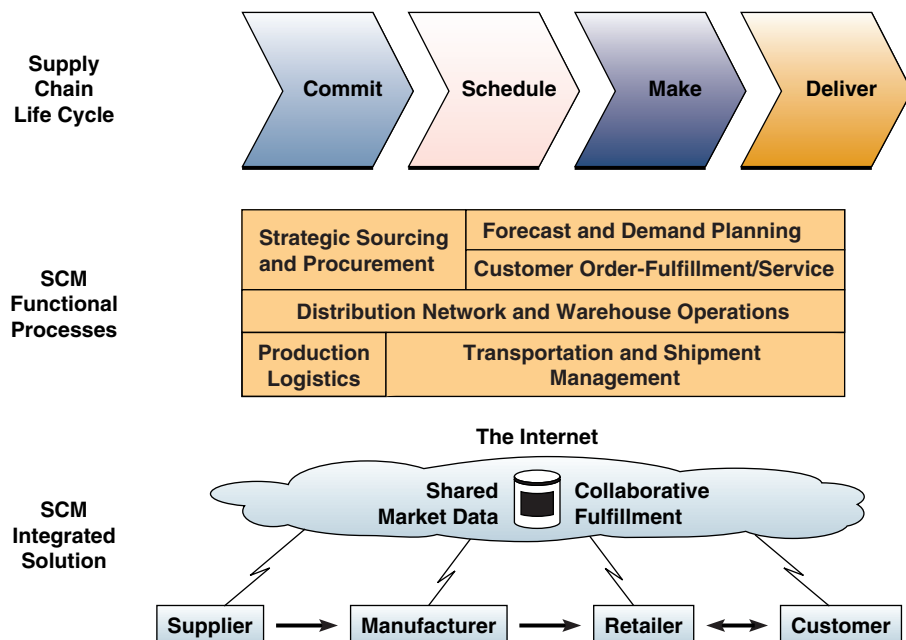 Supply
Chain
Life Cycle
Commit
Schedule
Make
Deliver
SCM
Functional
Processes
Strategic Sourcing
and Procurement
Forecast and Demand Planning
Customer Order-Fulfillment/Service
Distribution Network and Warehouse Operations
Production
Logistics
Transportation and Shipment
Management
SCM
Integrated
Solution
The Internet
Shared
Market Data
Collaborative
Fulfillment
Supplier
Manufacturer
Retailer
Customer